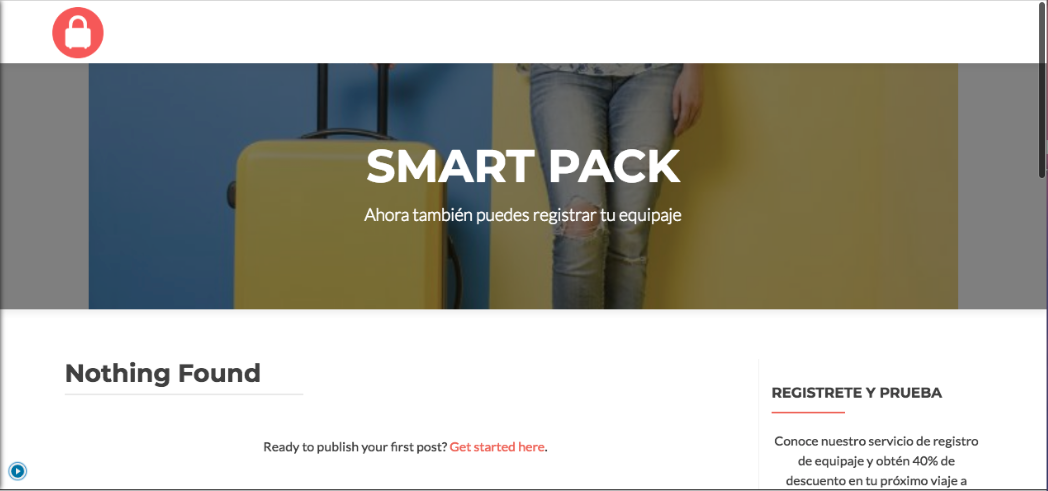 SMART PACK
Ahora también puedes registrar tu equipaje
Nothing Found
Ready to publish your first post? Get started here.
REGISTRETE Y PRUEBA
Conoce nuestro servicio de registro
de equipaje y obtén 40% de
descuento en tu próximo viaje a